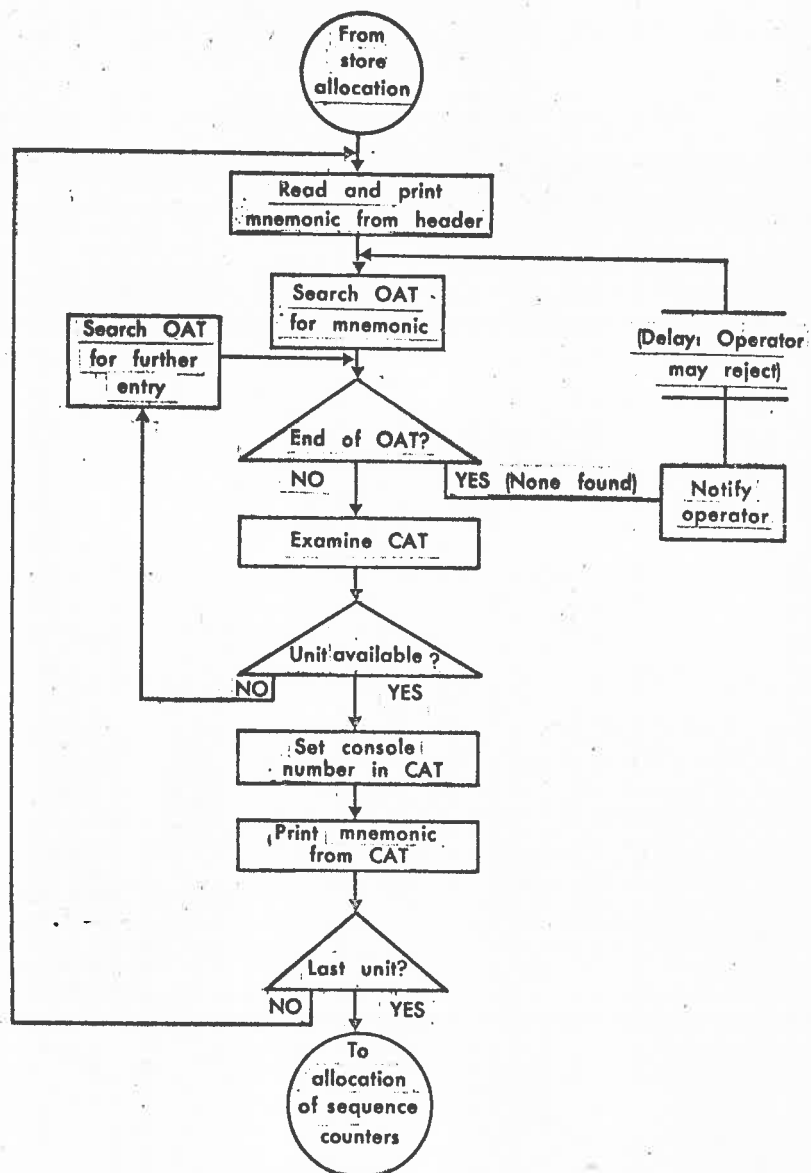 From
store
allocation
Read and print
mnemonic from header
Search OAT
for mnemonic
Search OAT
for further
entry
(Delay: Operator
may reject)
End of OAT?
NO
YES (None found)
Notify
operator
Examine CAT
Unit available?
NO
YES
Set console
number in CAT
Print mnemonic
from CAT
Last unit?
NO
YES
To
allocation
of sequence
counters